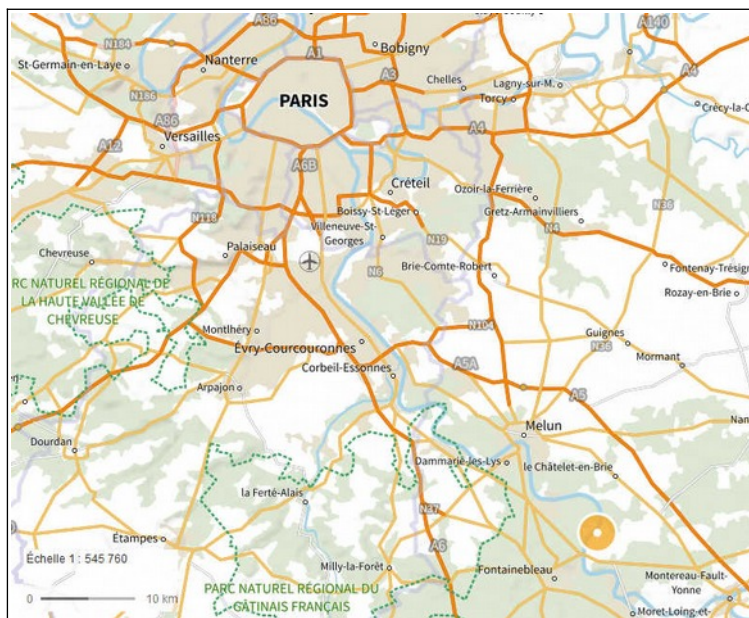 A86
A1
Bobigny
A140
N184
Nanterre
A3
A4
St-Germain-en-Laye
Chelles
Lagny-sur-M.
N186
PARIS
Torcy
Crécy-la-C
A86
Versailles
A4
A12
A6B
Créteil
Ozoir-la-Ferrière
N118
Boissy-St-Léger
Gretz-Armainvilliers
N36
Villeneuve-St-
Georges
N19
N4
Chevreuse
Palaiseau
N6
Brie-Comte-Robert
Fontenay-Trésign
RC NATUREL RÉGIONAL DE
LA HAUTE VALLÉE DE
CHEVREUSE
Rozay-en-Brie
Montlhéry
N104
Guignes
Évry-Courcouronnes
N36
Mormant
A5A
Corbeil-Essonnes
Arpajon
A5
Melun
Nan
Dourdan
Dammarie-les-Lys
le Châtelet-en-Brie
la Ferté-Alais
N37
Étampes
A6
Échelle 1 : 545 760
Milly-la-Forêt
Fontainebleau
Montereau-Fault-
Yonne
0
10 km
PARC NATUREL RÉGIONAL DU
GÂTINAIS FRANÇAIS
Moret-Loing-et-